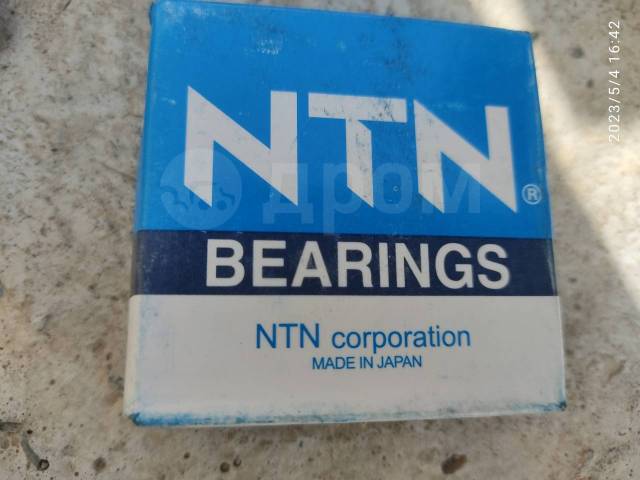 NTN®
дром
BEARINGS
NTN corporation
MADE IN JAPAN
2023/5/4 16:42